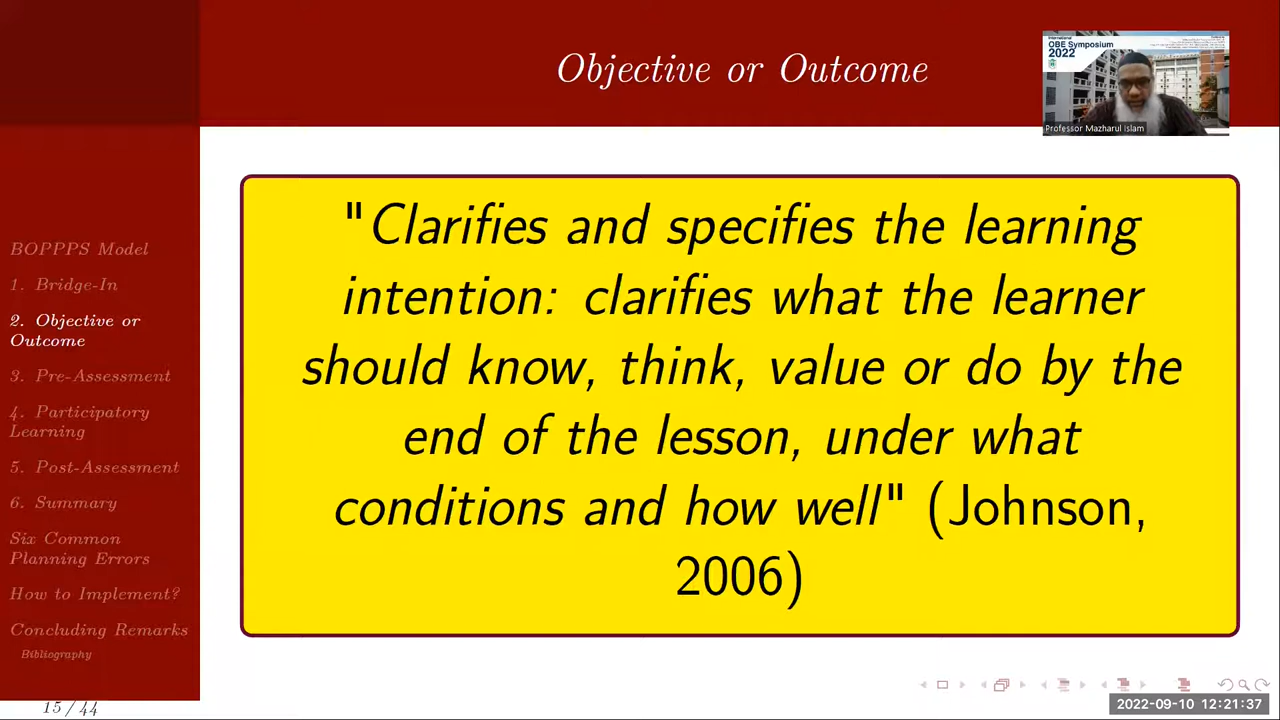 Objective or Outcome
International
OBE Symposium
2022
Professor Mazharul Islam
BOPPPS Model
1. Bridge-In
2. Objective or
Outcome
3. Pre-Assessment
4. Participatory
Learning
5. Post-Assessment
6. Summary
Six Common
Planning Errors
How to Implement?
Concluding Remarks
Bibliography
15 / 44
"Clarifies and specifies the learning
intention: clarifies what the learner
should know, think, value or do by the
end of the lesson, under what
conditions and how well" (Johnson,
2006)
2022-09-10 12:21:37